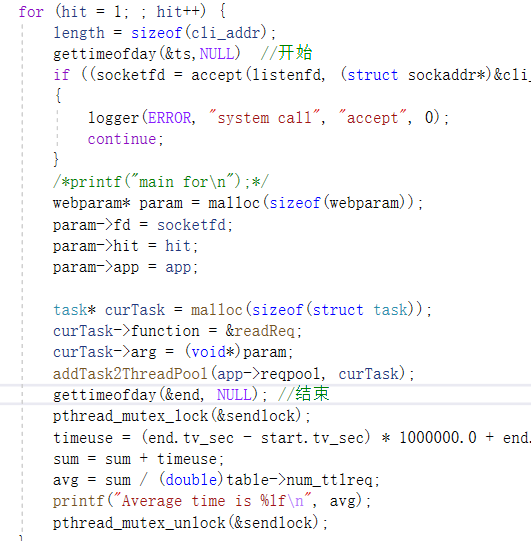 for (hit = 1; ; hit++) {
length = sizeof(cli_addr);
gettimeofday(&ts,NULL)  //开始
if ((socketfd = accept(listenfd, (struct sockaddr*)&cli_
{
logger(ERROR, "system call", "accept", 0);
continue;
}
/*printf("main for\n");*/
webparam* param = malloc(sizeof(webparam));
param->fd = socketfd;
param->hit = hit;
param->app = app;
task* curTask = malloc(sizeof(struct task));
curTask->function = &readReq;
curTask->arg = (void*)param;
addTask2ThreadPool(app->reqpool, curTask);
gettimeofday(&end, NULL); //结束
pthread_mutex_lock(&sendlock);
timeuse = (end.tv_sec - start.tv_sec) * 1000000.0 + end.
sum = sum + timeuse;
avg = sum / (double)table->num_ttlreq;
printf("Average time is %lf\n", avg);
pthread_mutex_unlock(&sendlock);